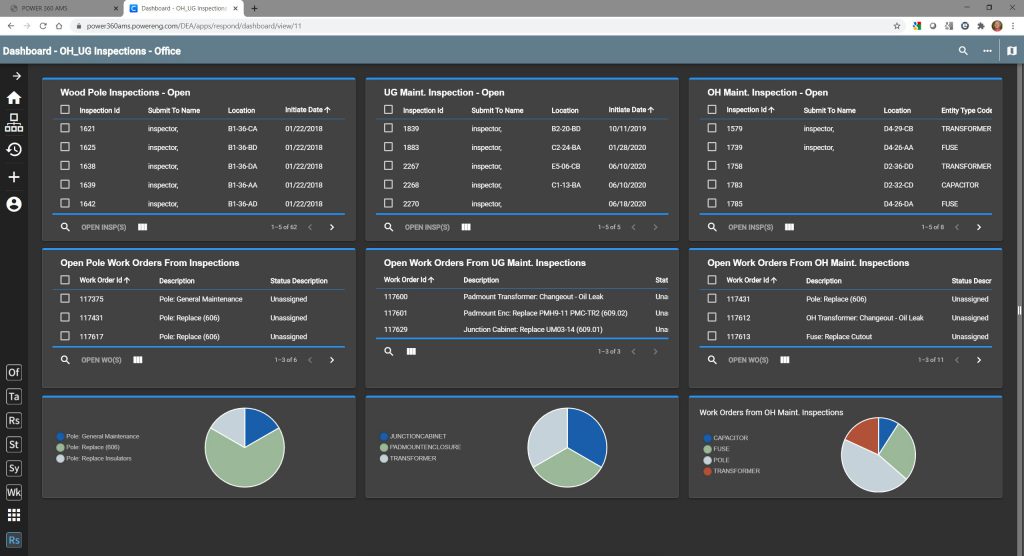 POWER 360 AMS
Dashboard - OH_UG Inspections
power360ams.powereng.com/DEA/apps/respond/dashboard/view/11
Dashboard - OH_UG Inspections - Office
Wood Pole Inspections - Open
Inspection Id Submit To Name Location Initiate Date
1621 inspector, B1-36-CA 01/22/2018
1625 inspector, B1-36-BD 01/22/2018
1638 inspector, B1-36-DA 01/22/2018
1639 inspector, B1-36-AA 01/22/2018
1642 inspector, B1-36-AD 01/22/2018
OPEN INSP(S) 1–5 of 62
UG Maint. Inspection - Open
Inspection Id Submit To Name Location Initiate Date
1839 inspector, B2-20-BD 10/11/2019
1883 inspector, C2-24-BA 01/28/2020
2267 inspector, E5-06-CB 06/10/2020
2268 inspector, C1-13-BA 06/10/2020
2270 inspector, 06/18/2020
OPEN INSP(S) 1–5 of 5
OH Maint. Inspection - Open
Inspection Id Submit To Name Location Entity Type Code
1579 inspector, D4-29-CB TRANSFORMER
1739 inspector, D4-26-AA FUSE
1758 D2-36-DD TRANSFORMER
1783 D2-32-CD CAPACITOR
1785 D4-26-DA FUSE
OPEN INSP(S) 1–5 of 8
Open Pole Work Orders From Inspections
Work Order Id Description Status Description
117375 Pole: General Maintenance Unassigned
117431 Pole: Replace (606) Unassigned
117617 Pole: Replace (606) Unassigned
OPEN WO(S) 1–3 of 6
Open Work Orders From UG Maint. Inspections
Work Order Id Description Stat
117600 Padmount Transformer: Changeout - Oil Leak Una
117601 Padmount Enc: Replace PMH9-11 PMC-TR2 (609.02) Una
117629 Junction Cabinet: Replace UM03-14 (609.01) Una
1–3 of 3
Open Work Orders From OH Maint. Inspections
Work Order Id Description Status Descr
117431 Pole: Replace (606) Unassigned
117612 OH Transformer: Changeout - Oil Leak Unassigned
117613 Fuse: Replace Cutout Unassigned
OPEN WO(S) 1–3 of 11
Pole: General Maintenance
Pole: Replace (606)
Pole: Replace Insulators
JUNCTIONCABINET
PADMOUNTENCLOSURE
TRANSFORMER
Work Orders from OH Maint. Inspections
CAPACITOR
FUSE
POLE
TRANSFORMER
Of
Ta
Rs
St
Sy
Wk
Rs